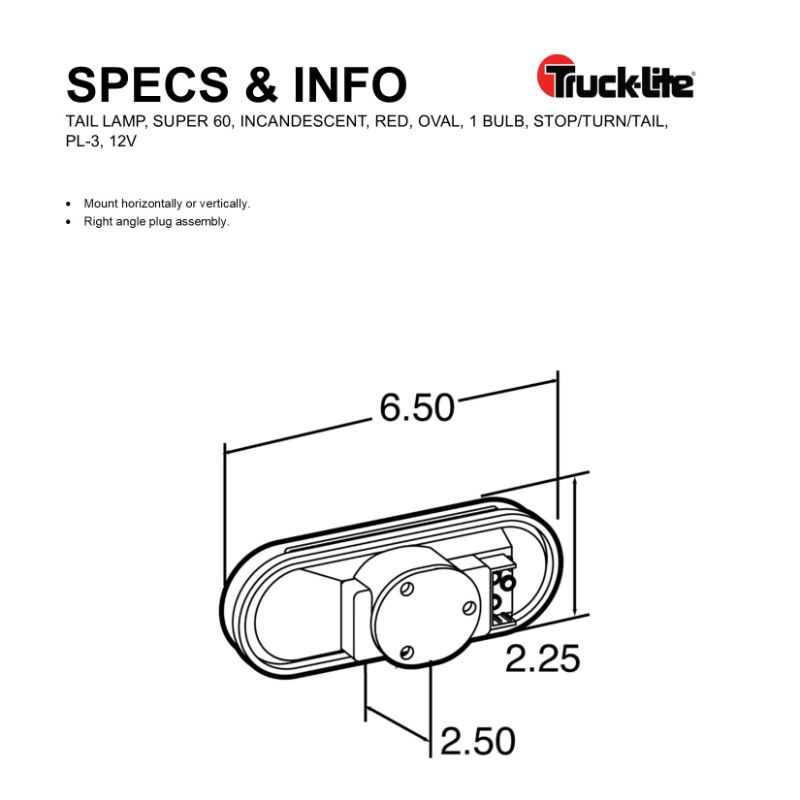 SPECS & INFO
Truck-Lite®
TAIL LAMP, SUPER 60, INCANDESCENT, RED, OVAL, 1 BULB, STOP/TURN/TAIL,
PL-3, 12V
• Mount horizontally or vertically.
• Right angle plug assembly.
6.50
2.25
2.50